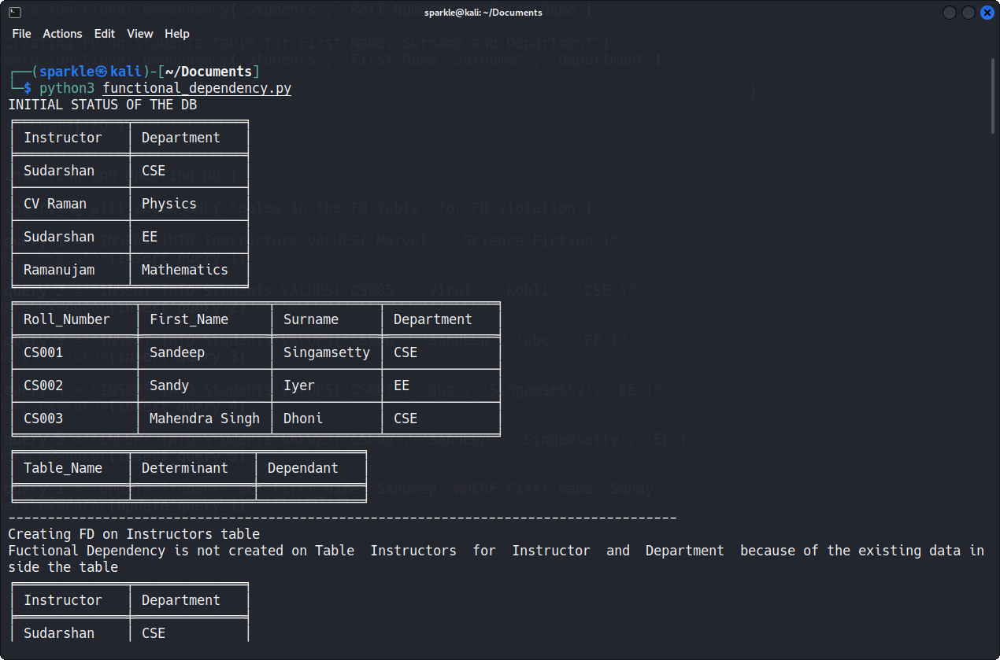 sparkle@kali: ~/Documents
File Actions Edit View Help
┌──(sparkle㉿kali)-[~/Documents]
└─$ python3 functional_dependency.py
INITIAL STATUS OF THE DB
Instructor Department
Sudarshan CSE
CV Raman Physics
Sudarshan EE
Ramanujam Mathematics
Roll_Number First_Name Surname Department
CS001 Sandeep Singamsetty CSE
CS002 Sandy Iyer EE
CS003 Mahendra Singh Dhoni CSE
Table_Name Determinant Dependant
-------------------------------------------------------------------------------------
Creating FD on Instructors table
Fuctional Dependency is not created on Table  Instructors  for  Instructor  and  Department  because of the existing data in
side the table
Instructor Department
Sudarshan CSE